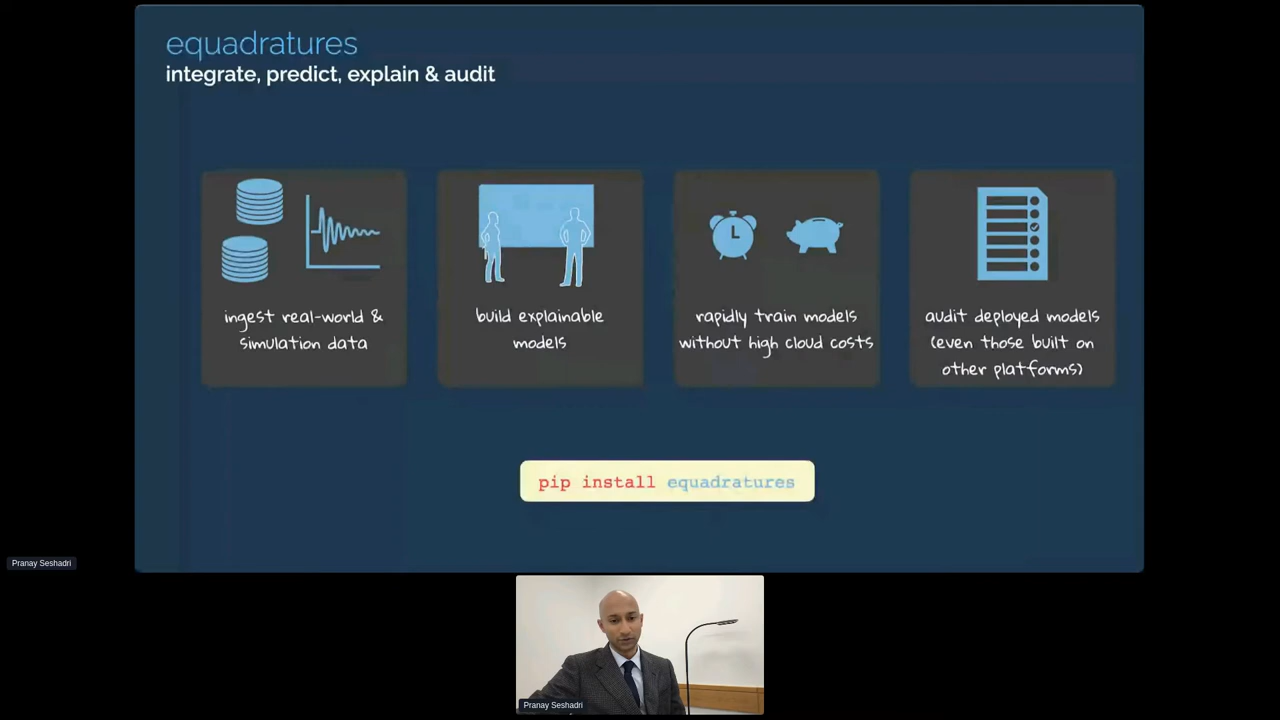 equadratures
integrate, predict, explain & audit
ingest real-world &
simulation data
build explainable
models
rapidly train models
without high cloud costs
audit deployed models
(even those built on
other platforms)
pip install equadratures
Pranay Seshadri
Pranay Seshadri